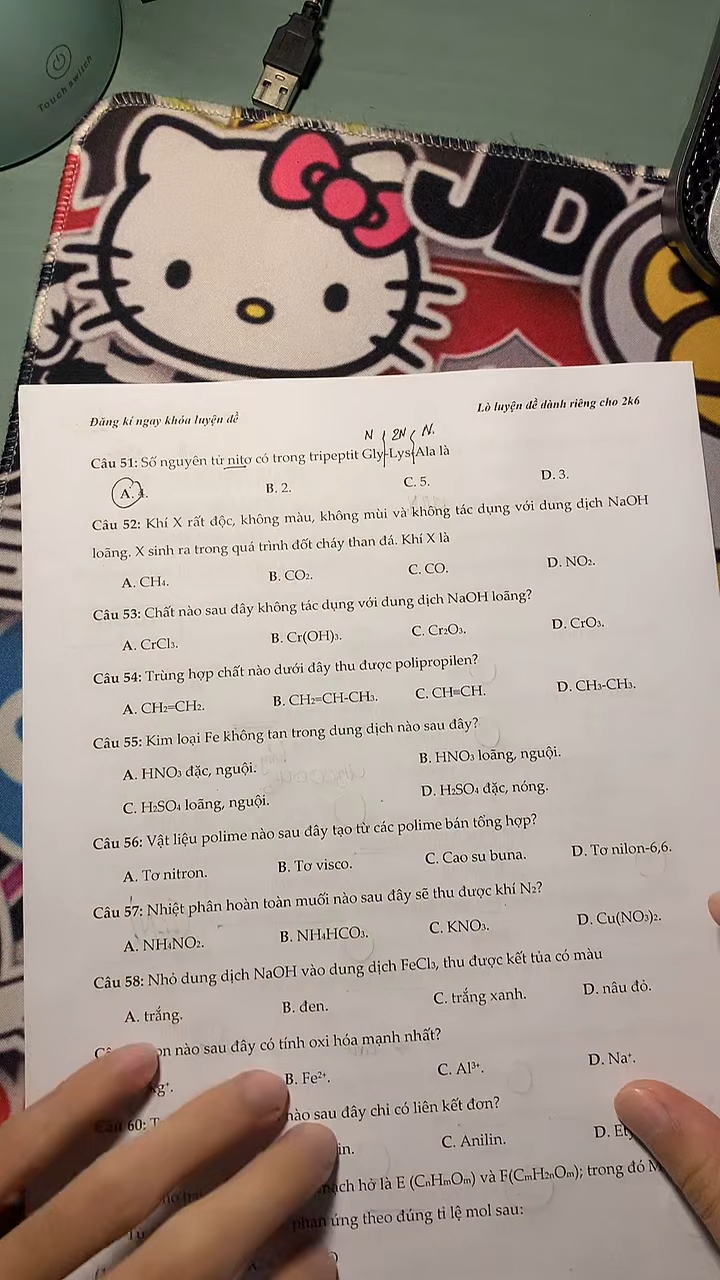 Touch switch
JD
Đăng kí ngay khóa luyện đề
Lò luyện đề dành riêng cho 2k6
N 2N N.
Câu 51: Số nguyên tử nitơ có trong tripeptit Gly-Lys-Ala là
A. 4. B. 2. C. 5. D. 3.
Câu 52: Khí X rất độc, không màu, không mùi và không tác dụng với dung dịch NaOH
loãng. X sinh ra trong quá trình đốt cháy than đá. Khí X là
A. CH₄. B. CO₂. C. CO. D. NO₂.
Câu 53: Chất nào sau đây không tác dụng với dung dịch NaOH loãng?
A. CrCl₃. B. Cr(OH)₃. C. Cr₂O₃. D. CrO₃.
Câu 54: Trùng hợp chất nào dưới đây thu được polipropilen?
A. CH₂=CH₂. B. CH₂=CH-CH₃. C. CH≡CH. D. CH₃-CH₃.
Câu 55: Kim loại Fe không tan trong dung dịch nào sau đây?
A. HNO₃ đặc, nguội. B. HNO₃ loãng, nguội.
C. H₂SO₄ loãng, nguội. D. H₂SO₄ đặc, nóng.
Câu 56: Vật liệu polime nào sau đây tạo từ các polime bán tổng hợp?
A. Tơ nitron. B. Tơ visco. C. Cao su buna. D. Tơ nilon-6,6.
Câu 57: Nhiệt phân hoàn toàn muối nào sau đây sẽ thu được khí N₂?
A. NH₄NO₂. B. NH₄HCO₃. C. KNO₃. D. Cu(NO₃)₂.
Câu 58: Nhỏ dung dịch NaOH vào dung dịch FeCl₃, thu được kết tủa có màu
A. trắng. B. đen. C. trắng xanh. D. nâu đỏ.
nào sau đây có tính oxi hóa mạnh nhất?
B. Fe²⁺. C. Al³⁺. D. Na⁺.
Câu 60: nào sau đây chỉ có liên kết đơn?
C. Anilin. D.
mạch hở là E (CₙHₘOₘ) và F(CₘH₂ₙOₘ); trong đó M
phản ứng theo đúng tỉ lệ mol sau: